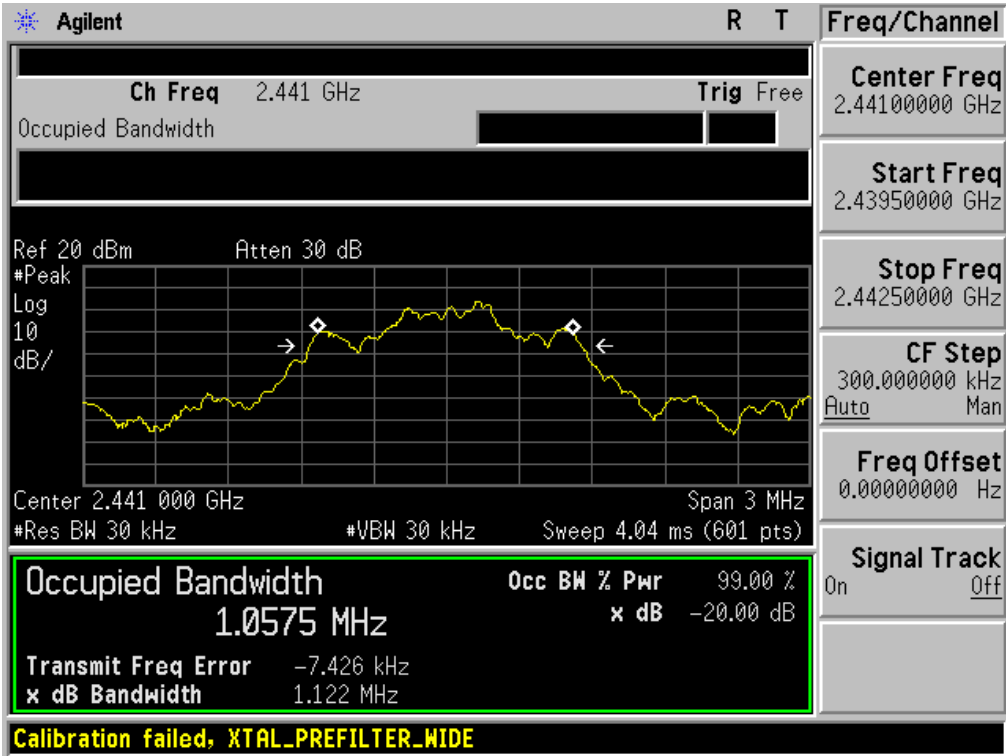 Agilent R T
Ch Freq 2.441 GHz Trig Free
Occupied Bandwidth
Ref 20 dBm Atten 30 dB
#Peak
Log
10
dB/
Center 2.441 000 GHz Span 3 MHz
#Res BW 30 kHz #VBW 30 kHz Sweep 4.04 ms (601 pts)
Occupied Bandwidth Occ BW % Pwr 99.00 %
1.0575 MHz x dB -20.00 dB
Transmit Freq Error -7.426 kHz
x dB Bandwidth 1.122 MHz
Calibration failed, XTAL_PREFILTER_WIDE
Freq/Channel
Center Freq
2.44100000 GHz
Start Freq
2.43950000 GHz
Stop Freq
2.44250000 GHz
CF Step
300.000000 kHz
Auto Man
Freq Offset
0.00000000 Hz
Signal Track
On Off